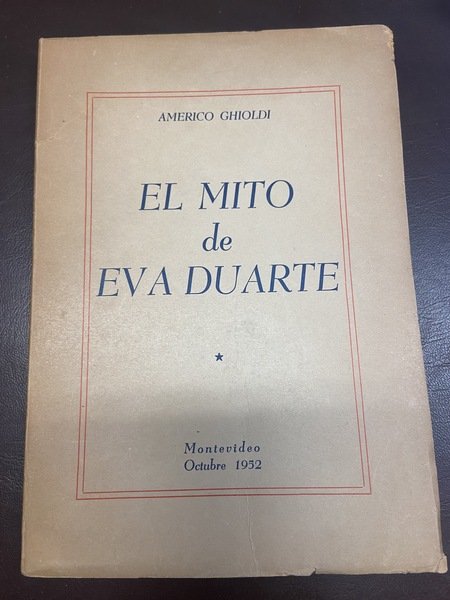 AMERICO GHIOLDI
EL MITO
de
EVA DUARTE
★
Montevideo
Octubre 1952